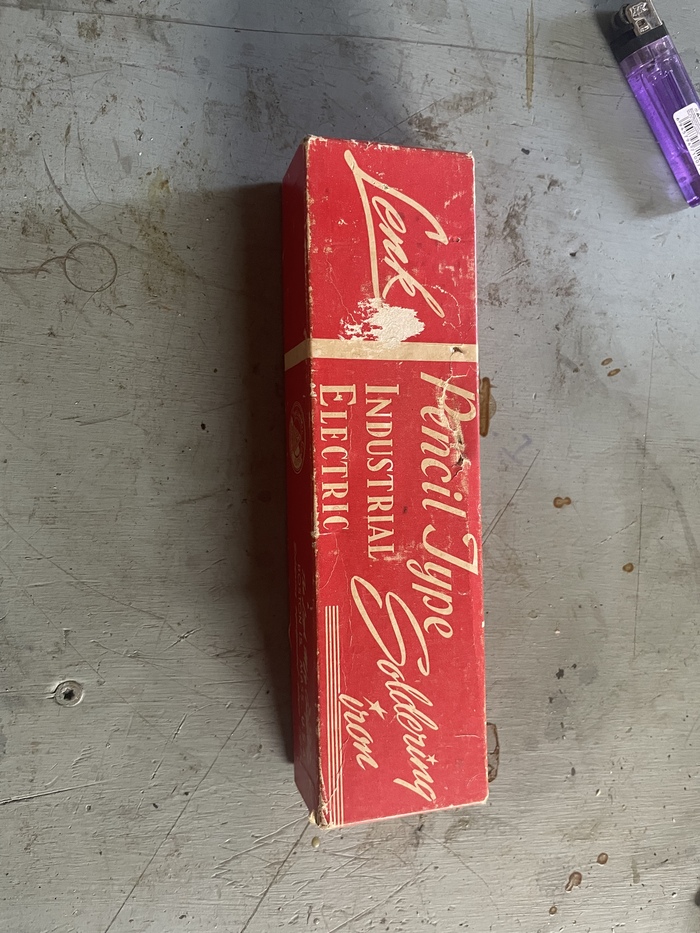 Lenk
Pencil Type
INDUSTRIAL
ELECTRIC
Soldering
iron